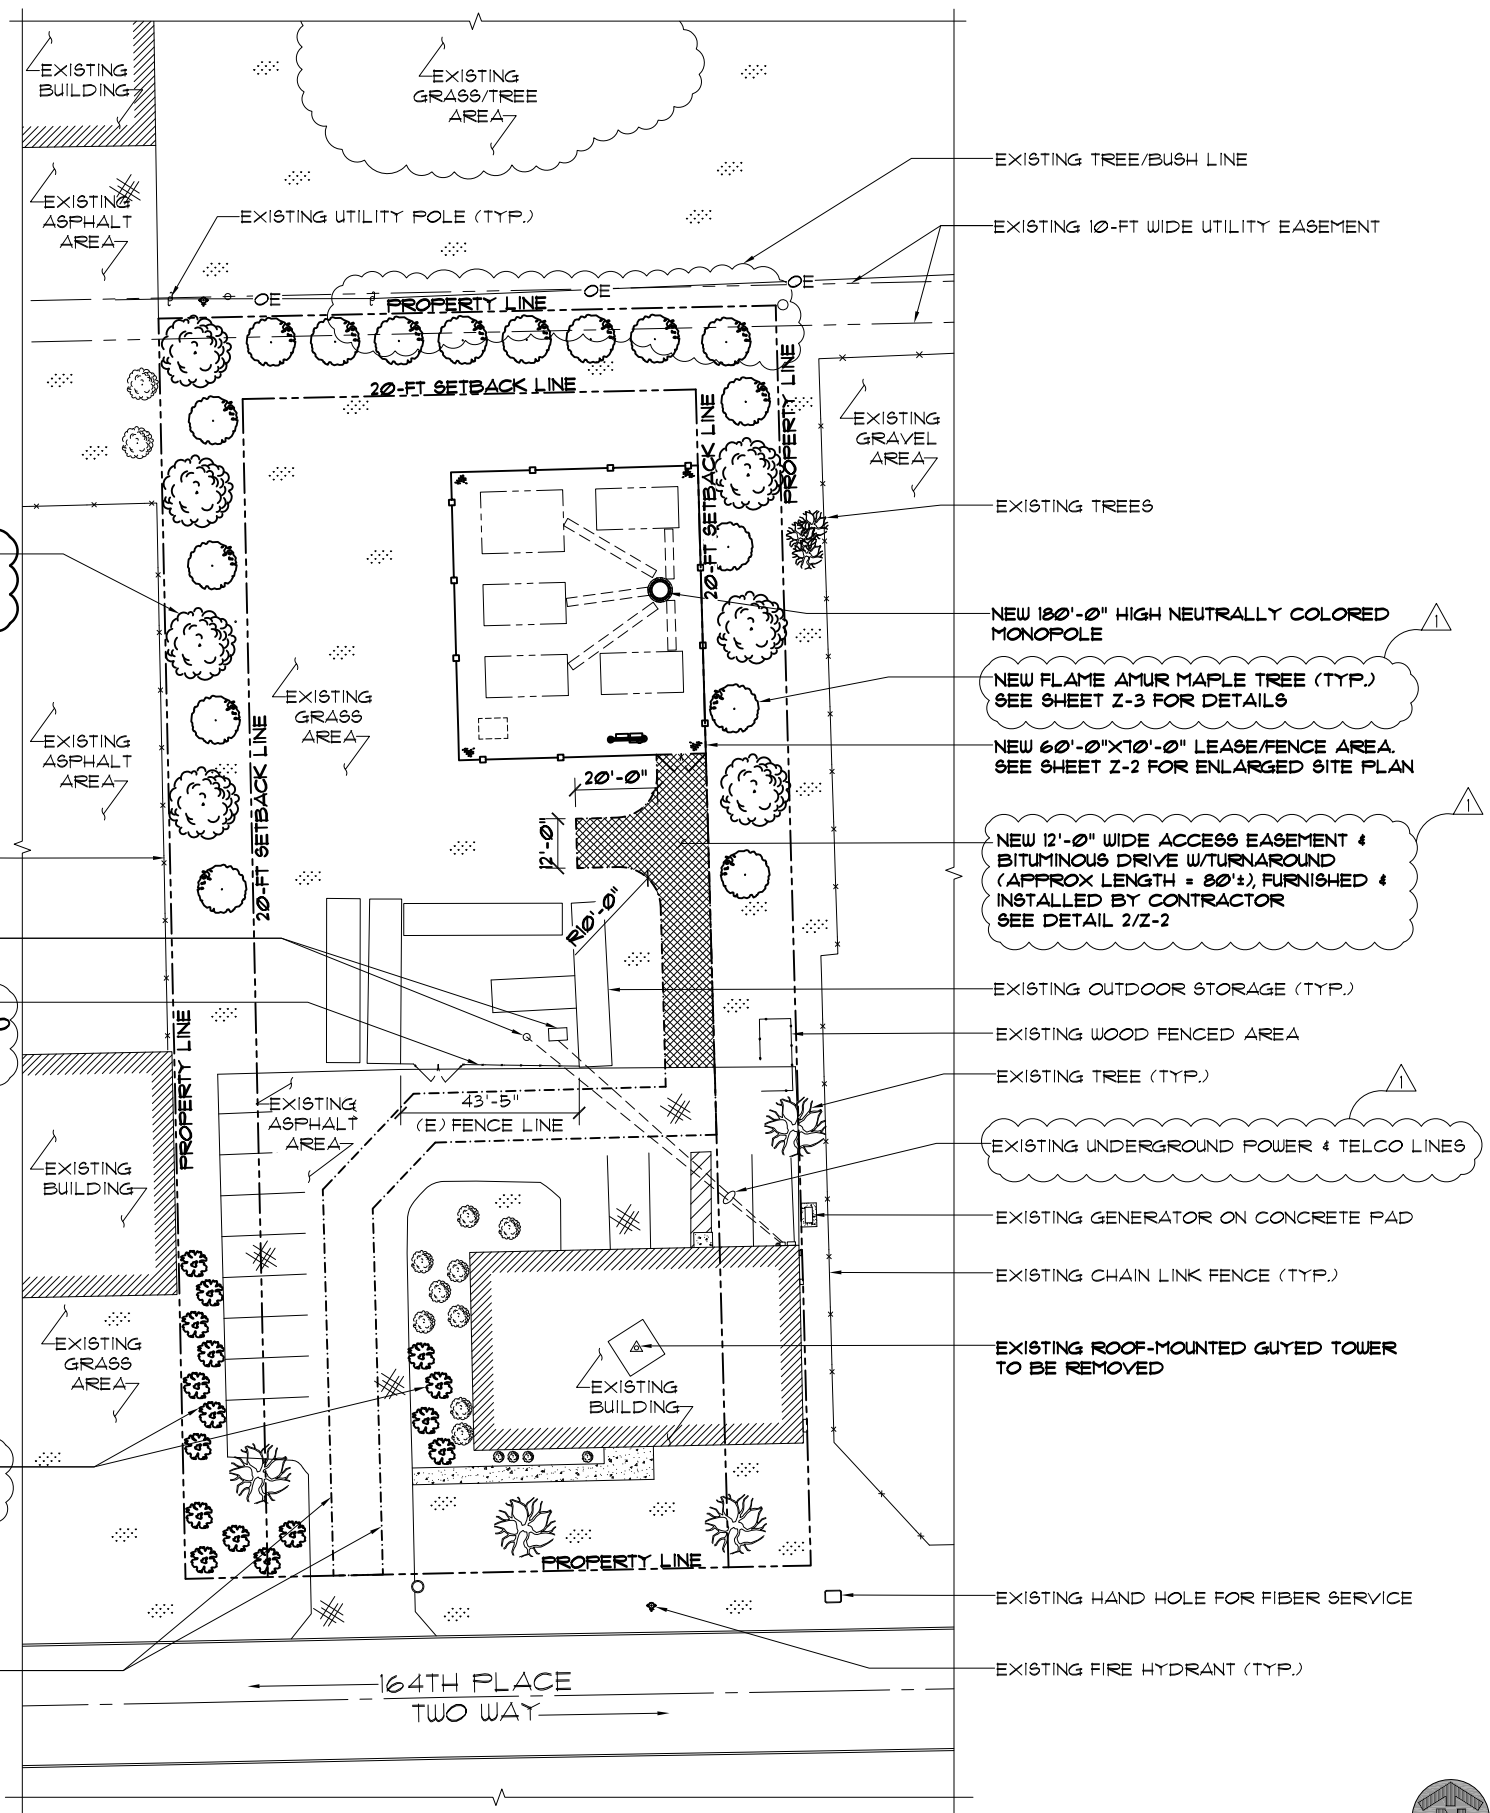 EXISTING
BUILDING
EXISTING
GRASS/TREE
AREA
EXISTING TREE/BUSH LINE
EXISTING
ASPHALT
AREA
EXISTING UTILITY POLE (TYP.)
EXISTING 10-FT WIDE UTILITY EASEMENT
OE
OE
OE
PROPERTY LINE
20-FT SETBACK LINE
PROPERTY LINE
20-FT SETBACK LINE
EXISTING
GRAVEL
AREA
EXISTING TREES
NEW 180'-0" HIGH NEUTRALLY COLORED
MONOPOLE
1
NEW FLAME AMUR MAPLE TREE (TYP.)
SEE SHEET Z-3 FOR DETAILS
EXISTING
GRASS
AREA
EXISTING
ASPHALT
AREA
20-FT SETBACK LINE
NEW 60'-0"X70'-0" LEASE/FENCE AREA.
SEE SHEET Z-2 FOR ENLARGED SITE PLAN
20'-0"
12'-0"
1
NEW 12'-0" WIDE ACCESS EASEMENT &
BITUMINOUS DRIVE W/TURNAROUND
(APPROX LENGTH = 80'±), FURNISHED &
INSTALLED BY CONTRACTOR
SEE DETAIL 2/Z-2
R10'-0"
EXISTING OUTDOOR STORAGE (TYP.)
EXISTING WOOD FENCED AREA
PROPERTY LINE
EXISTING TREE (TYP.)
1
EXISTING
ASPHALT
AREA
43'-5"
(E) FENCE LINE
EXISTING UNDERGROUND POWER & TELCO LINES
EXISTING
BUILDING
EXISTING GENERATOR ON CONCRETE PAD
EXISTING CHAIN LINK FENCE (TYP.)
EXISTING
GRASS
AREA
EXISTING ROOF-MOUNTED GUYED TOWER
TO BE REMOVED
EXISTING
BUILDING
PROPERTY LINE
EXISTING HAND HOLE FOR FIBER SERVICE
EXISTING FIRE HYDRANT (TYP.)
164TH PLACE
TWO WAY